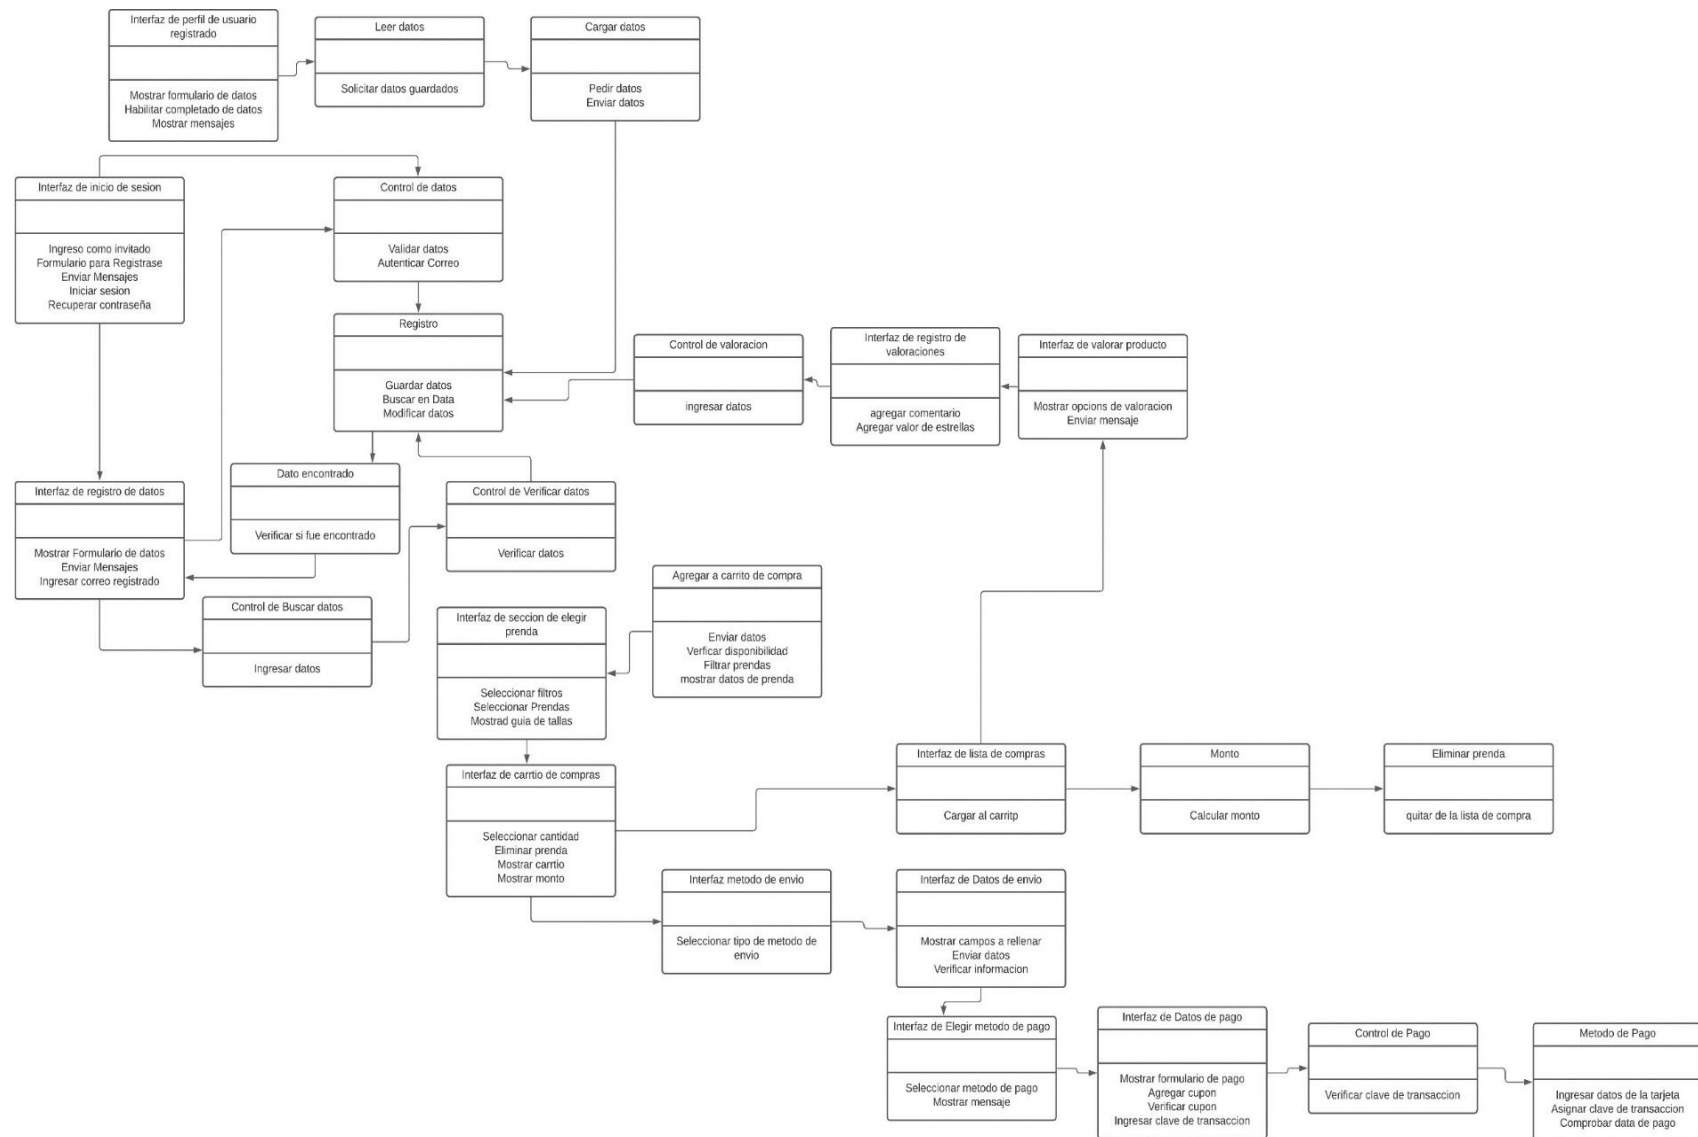 Interfaz de perfil de usuario
registrado
Mostrar formulario de datos
Habilitar completado de datos
Mostrar mensajes
Leer datos
Solicitar datos guardados
Cargar datos
Pedir datos
Enviar datos
Interfaz de inicio de sesion
Ingreso como invitado
Formulario para Registrase
Enviar Mensajes
Iniciar sesion
Recuperar contraseña
Control de datos
Validar datos
Autenticar Correo
Registro
Guardar datos
Buscar en Data
Modificar datos
Control de valoracion
ingresar datos
Interfaz de registro de
valoraciones
agregar comentario
Agregar valor de estrellas
Interfaz de valorar producto
Mostrar opcions de valoracion
Enviar mensaje
Dato encontrado
Verificar si fue encontrado
Interfaz de registro de datos
Mostrar Formulario de datos
Enviar Mensajes
Ingresar correo registrado
Control de Verificar datos
Verificar datos
Control de Buscar datos
Ingresar datos
Agregar a carrito de compra
Enviar datos
Verficar disponibilidad
Filtrar prendas
mostrar datos de prenda
Interfaz de seccion de elegir
prenda
Seleccionar filtros
Seleccionar Prendas
Mostrad guia de tallas
Interfaz de carrtio de compras
Seleccionar cantidad
Eliminar prenda
Mostrar carrtio
Mostrar monto
Interfaz de lista de compras
Cargar al carritp
Monto
Calcular monto
Eliminar prenda
quitar de la lista de compra
Interfaz metodo de envio
Seleccionar tipo de metodo de
envio
Interfaz de Datos de envio
Mostrar campos a rellenar
Enviar datos
Verificar informacion
Interfaz de Elegir metodo de pago
Seleccionar metodo de pago
Mostrar mensaje
Interfaz de Datos de pago
Mostrar formulario de pago
Agregar cupon
Verificar cupon
Ingresar clave de transaccion
Control de Pago
Verificar clave de transaccion
Metodo de Pago
Ingresar datos de la tarjeta
Asignar clave de transaccion
Comprobar data de pago